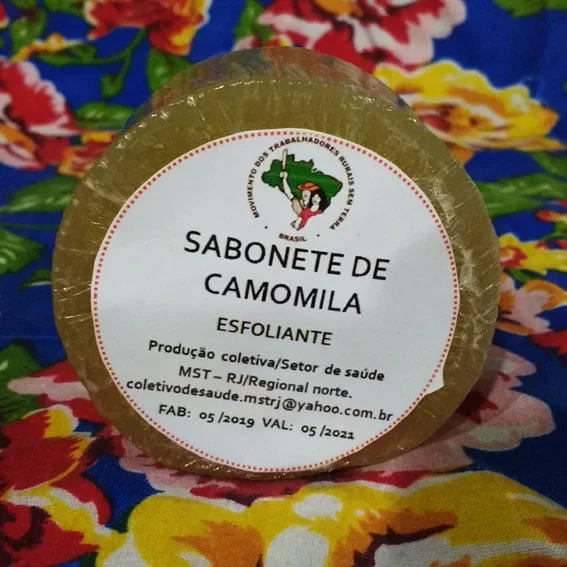 MOVIMENTO DOS TRABALHADORES RURAIS SEM TERRA
BRASIL
SABONETE DE
CAMOMILA
ESFOLIANTE
Produção coletiva/Setor de saúde
MST – RJ/Regional norte.
coletivodesaude.mstrj@yahoo.com.br
FAB: 05 /2019 VAL: 05 /2021